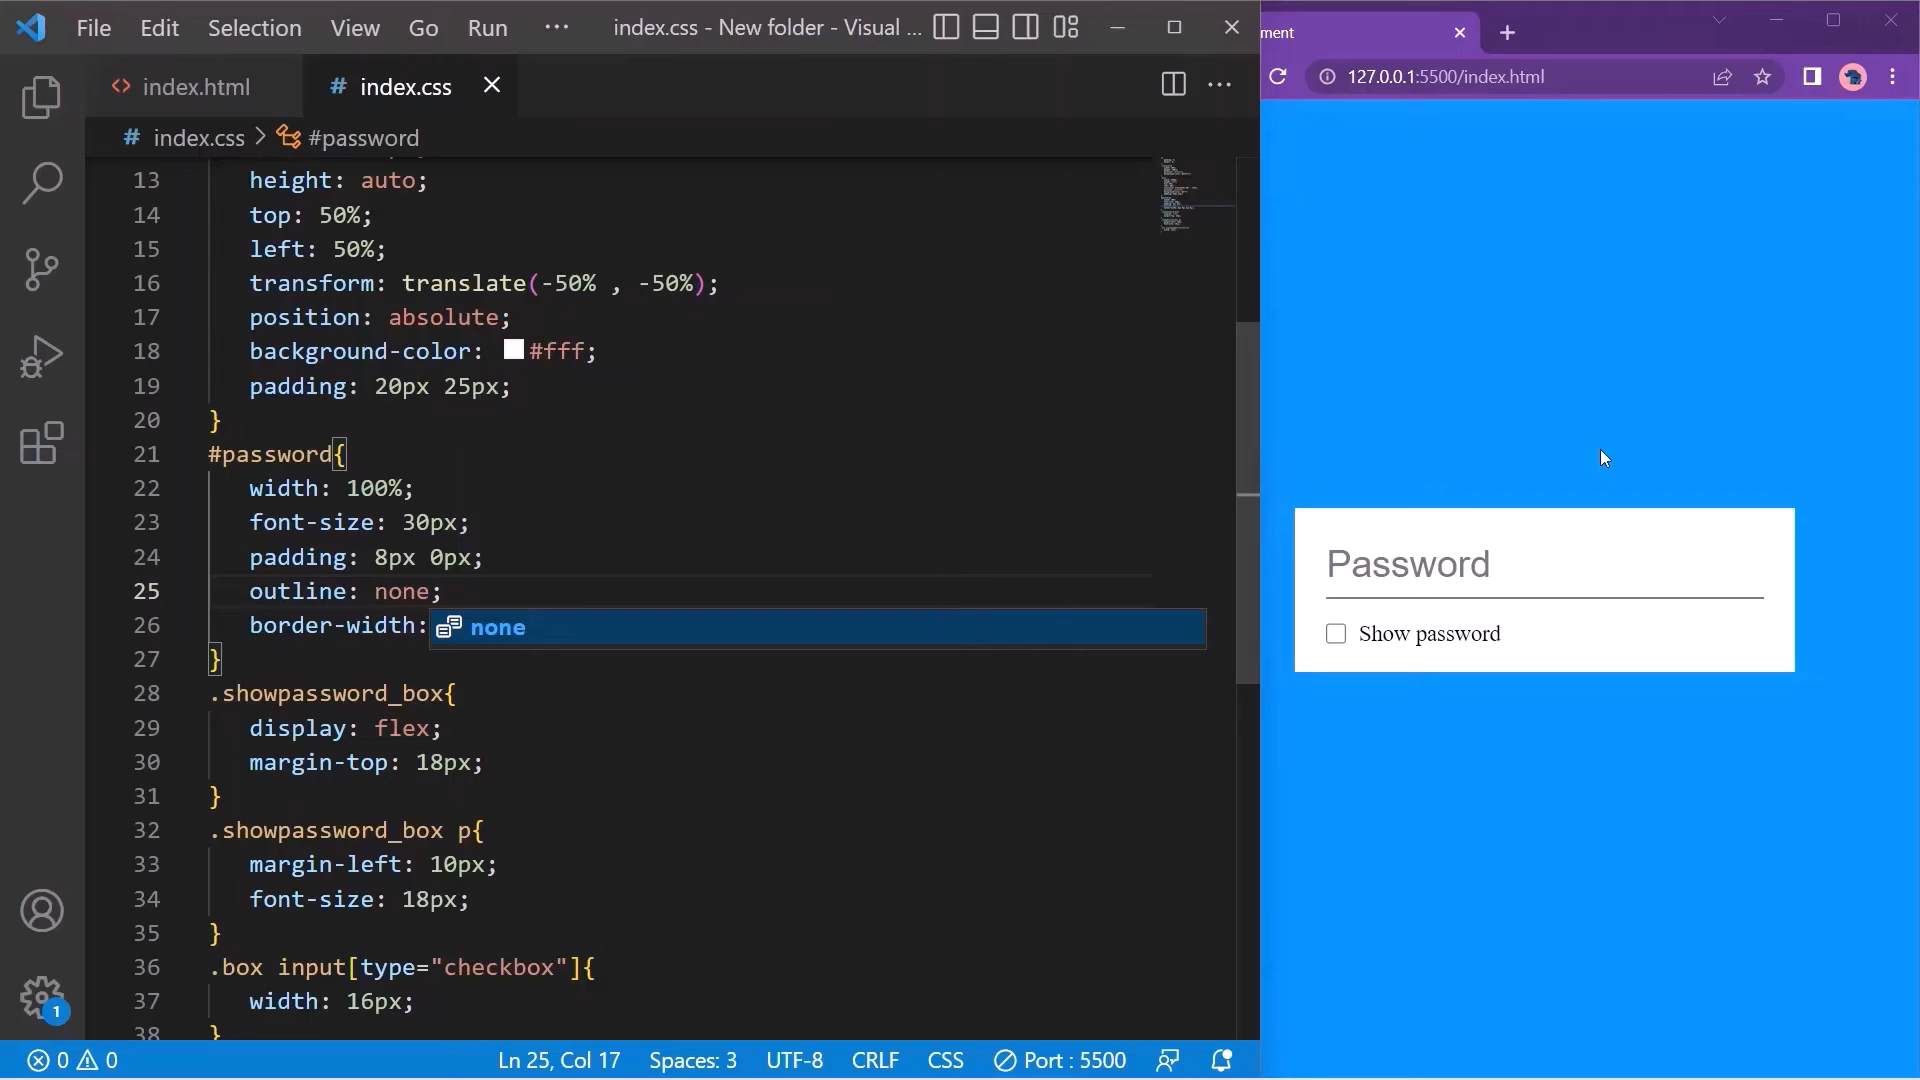 File Edit Selection View Go Run ··· index.css - New folder - Visual ...
ment
index.html # index.css
127.0.0.1:5500/index.html
# index.css > #password
13 height: auto;
14 top: 50%;
15 left: 50%;
16 transform: translate(-50% , -50%);
17 position: absolute;
18 background-color: #fff;
19 padding: 20px 25px;
20 }
21 #password{
22 width: 100%;
23 font-size: 30px;
24 padding: 8px 0px;
25 outline: none;
26 border-width:
none
27 }
28 .showpassword_box{
29 display: flex;
30 margin-top: 18px;
31 }
32 .showpassword_box p{
33 margin-left: 10px;
34 font-size: 18px;
35 }
36 .box input[type="checkbox"]{
37 width: 16px;
38 }
Password
Show password
1
0 0 Ln 25, Col 17 Spaces: 3 UTF-8 CRLF CSS Port : 5500